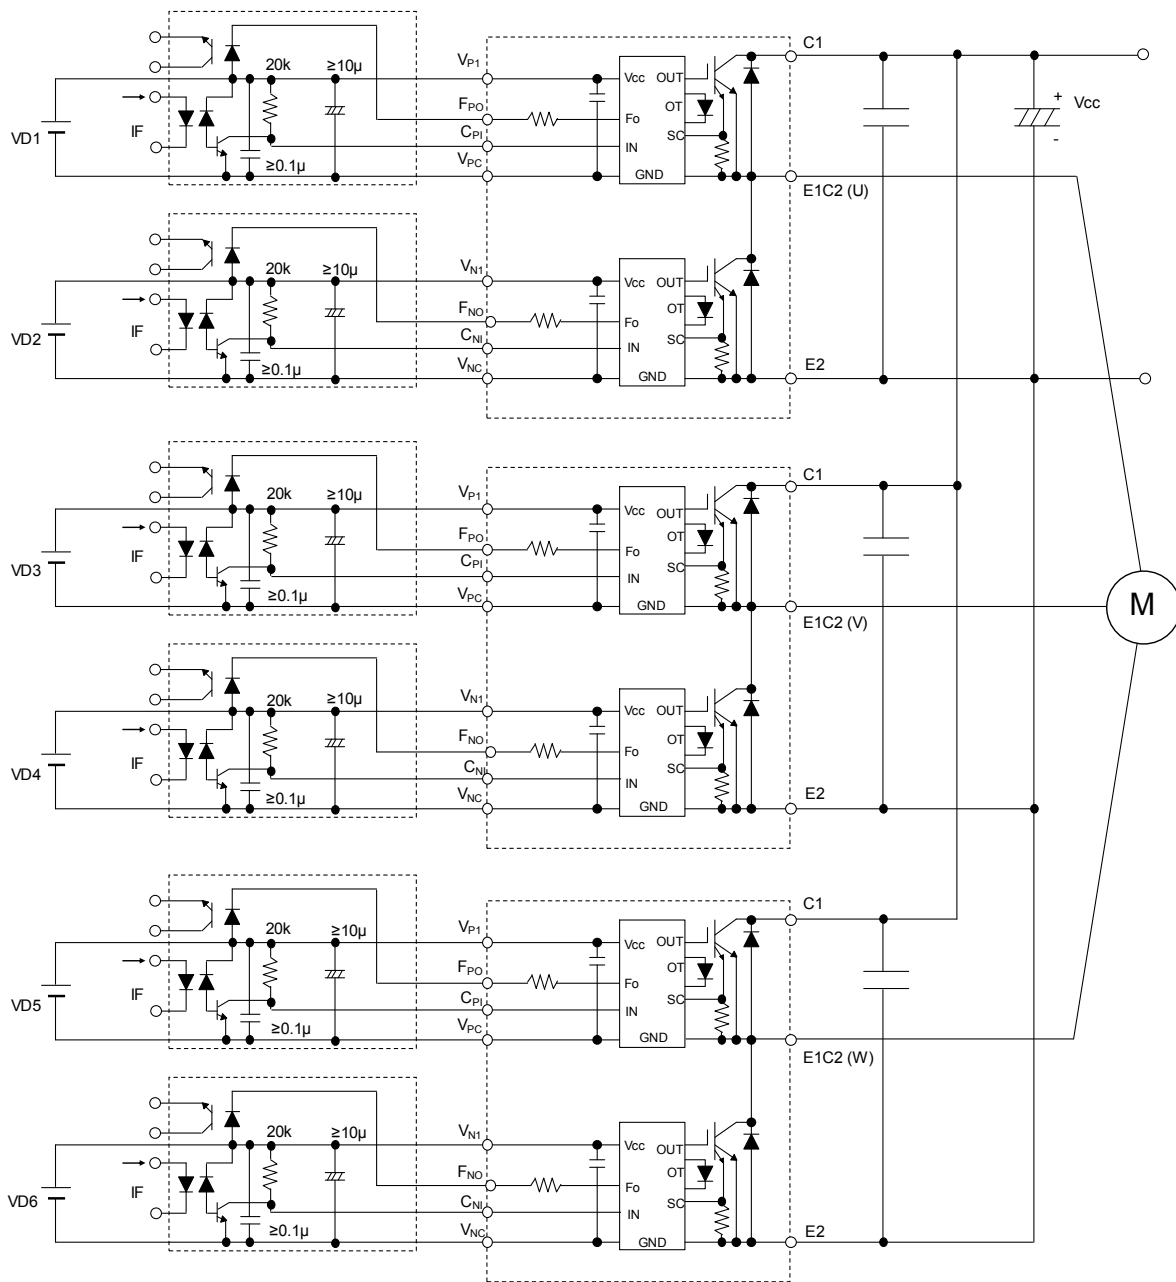 C1
20k
≥10μ
VP1
Vcc
OUT
OT
FPO
Fo
SC
+
Vcc
-
IF
VD1
CPI
IN
≥0.1μ
VPC
GND
E1C2 (U)
20k
≥10μ
VN1
Vcc
OUT
OT
FNO
Fo
SC
IF
VD2
CNI
IN
≥0.1μ
VNC
GND
E2
C1
20k
≥10μ
VP1
Vcc
OUT
OT
FPO
Fo
SC
IF
VD3
CPI
IN
≥0.1μ
VPC
GND
E1C2 (V)
M
20k
≥10μ
VN1
Vcc
OUT
OT
FNO
Fo
SC
IF
VD4
CNI
IN
≥0.1μ
VNC
GND
E2
C1
20k
≥10μ
VP1
Vcc
OUT
OT
FPO
Fo
SC
IF
VD5
CPI
IN
≥0.1μ
VPC
GND
E1C2 (W)
20k
≥10μ
VN1
Vcc
OUT
OT
FNO
Fo
SC
IF
VD6
CNI
IN
≥0.1μ
VNC
GND
E2